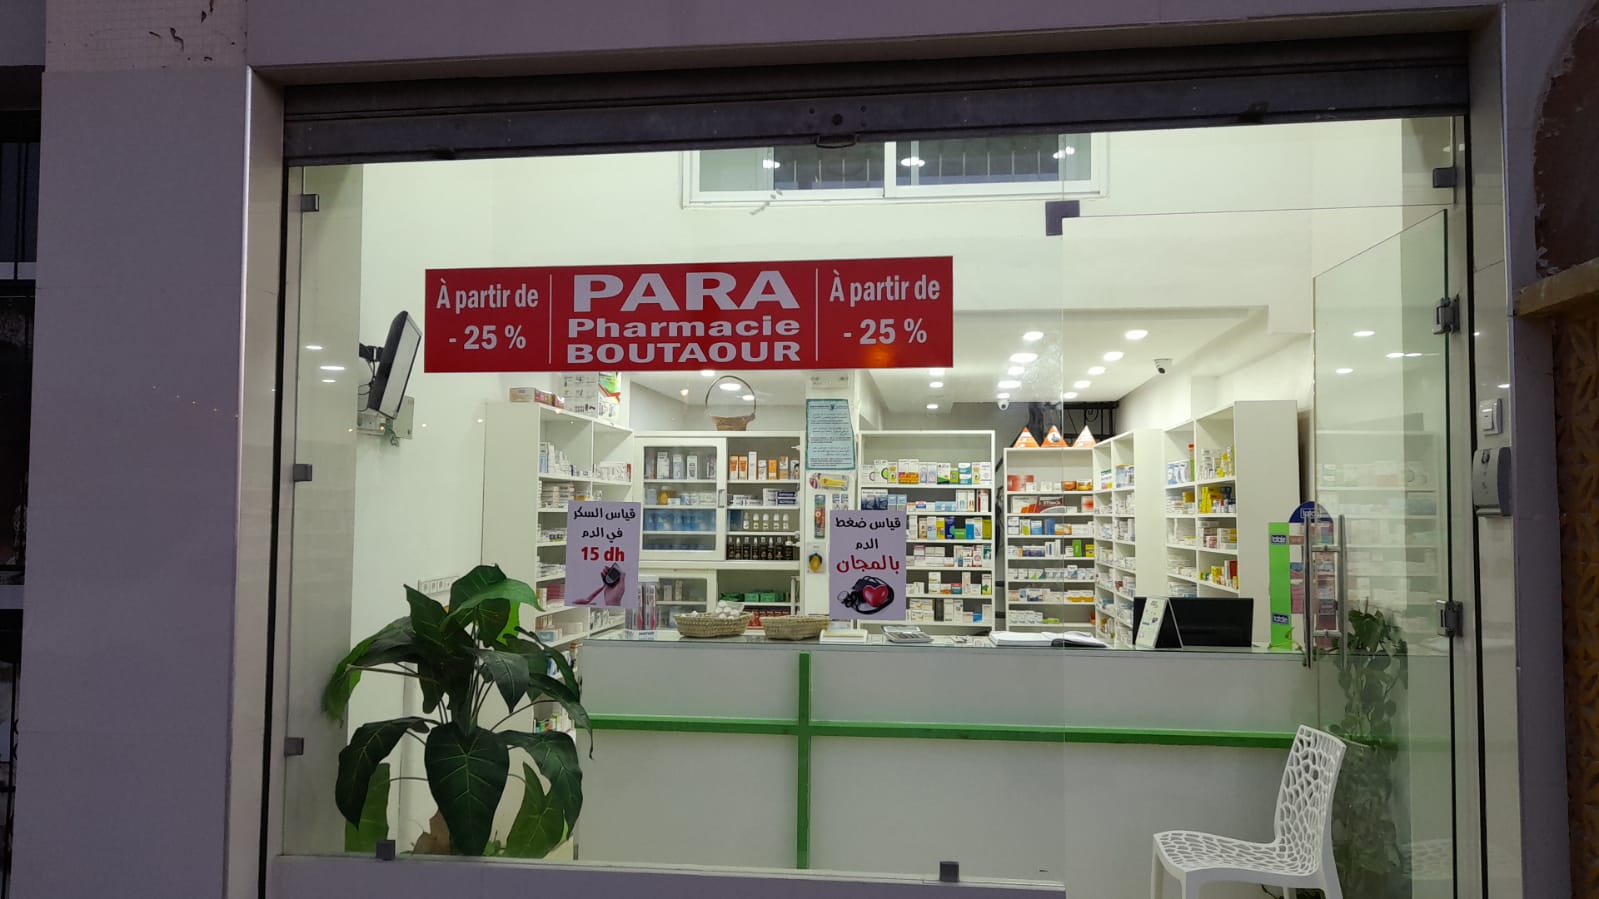 À partir de
- 25 %
PARA
Pharmacie
BOUTAOUR
À partir de
- 25 %
قياس السكر
في الدم
15 dh
قياس ضغط
الدم
بالمجان